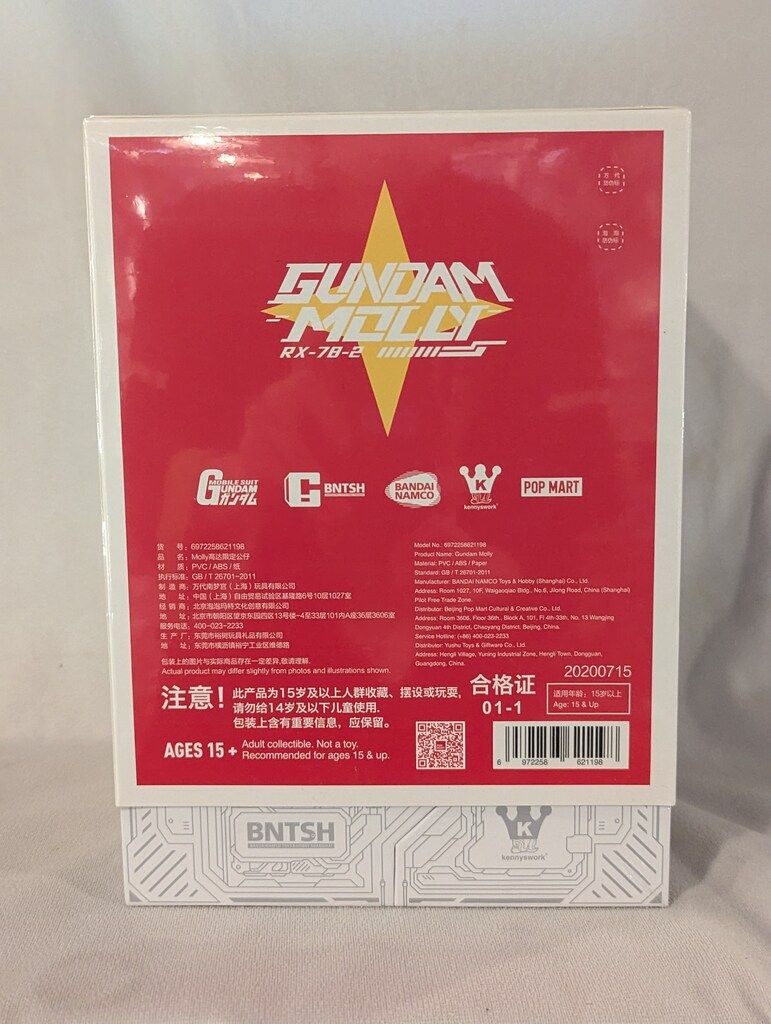 万 代
防伪标
泡 泡
防伪标
GUNDAM
MOLLY
RX-78-2
MOBILE SUIT
GUNDAM
ガンダム
BNTSH
BANDAI
NAMCO
K
kennyswork®
POP MART
货 号：6972258621198
品 名：Molly高达限定公仔
材 质：PVC / ABS / 纸
执行标准：GB / T 26701-2011
制 造 商：万代南梦宫（上海）玩具有限公司
地 址：中国（上海）自由贸易试验区基隆路6号10层1027室
经 销 商：北京泡泡玛特文化创意有限公司
地 址：北京市朝阳区望京东园四区13号楼-4至33层101内A座36层3606室
服务电话：400-023-2233
生 产 厂：东莞市裕树玩具礼品有限公司
地 址：东莞市横沥镇裕宁工业区维德路
包装上的图片与实际商品存在一定差异,敬请理解.
Actual product may differ slightly from photos and illustrations shown.
Model No.: 6972258621198
Product Name: Gundam Molly
Material: PVC / ABS / Paper
Standard: GB / T 26701-2011
Manufacturer: BANDAI NAMCO Toys & Hobby (Shanghai) Co., Ltd.
Address: Room 1027, 10F, Waigaoqiao Bldg., No.6, Jilong Road, China (Shanghai)
Pilot Free Trade Zone.
Distributor: Beijing Pop Mart Cultural & Creative Co., Ltd.
Address: Room 3606, Floor 36th., Block A, 101, Fl 4th-33th, No. 13 Wangjing
Dongyuan 4th District, Chaoyang District, Beijing, China.
Service Hotline: (+86) 400-023-2233
Distributor: Yushu Toys & Giftware Co., Ltd.
Address: Hengli Village, Yuning Industrial Zone, Hengli Town, Dongguan,
Guangdong, China.
20200715
注意！
此产品为15岁及以上人群收藏、摆设或玩耍,
请勿给14岁及以下儿童使用.
包装上含有重要信息，应保留。
合格证
01-1
适用年龄：15岁以上
Age: 15 & Up
AGES 15 +
Adult collectible. Not a toy.
Recommended for ages 15 & up.
6 972258 621198
BNTSH
K
kennyswork®